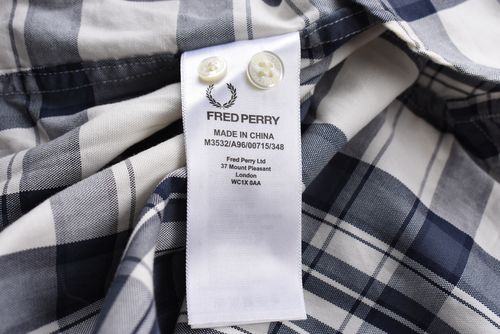 FRED PERRY
MADE IN CHINA
M3532/A96/00715/348
Fred Perry Ltd
37 Mount Pleasant
London
WC1X 0AA